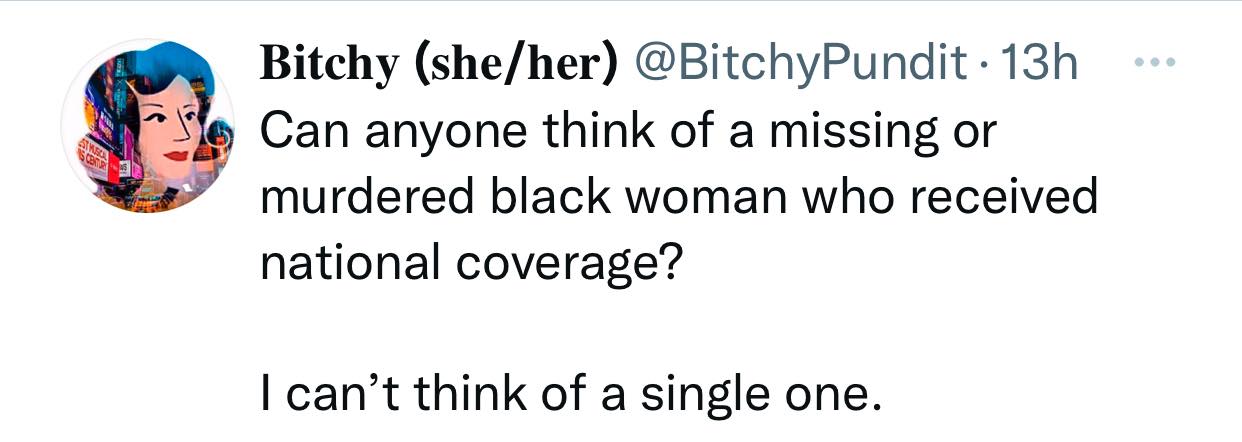 Bitchy (she/her) @BitchyPundit · 13h
Can anyone think of a missing or
murdered black woman who received
national coverage?
I can’t think of a single one.